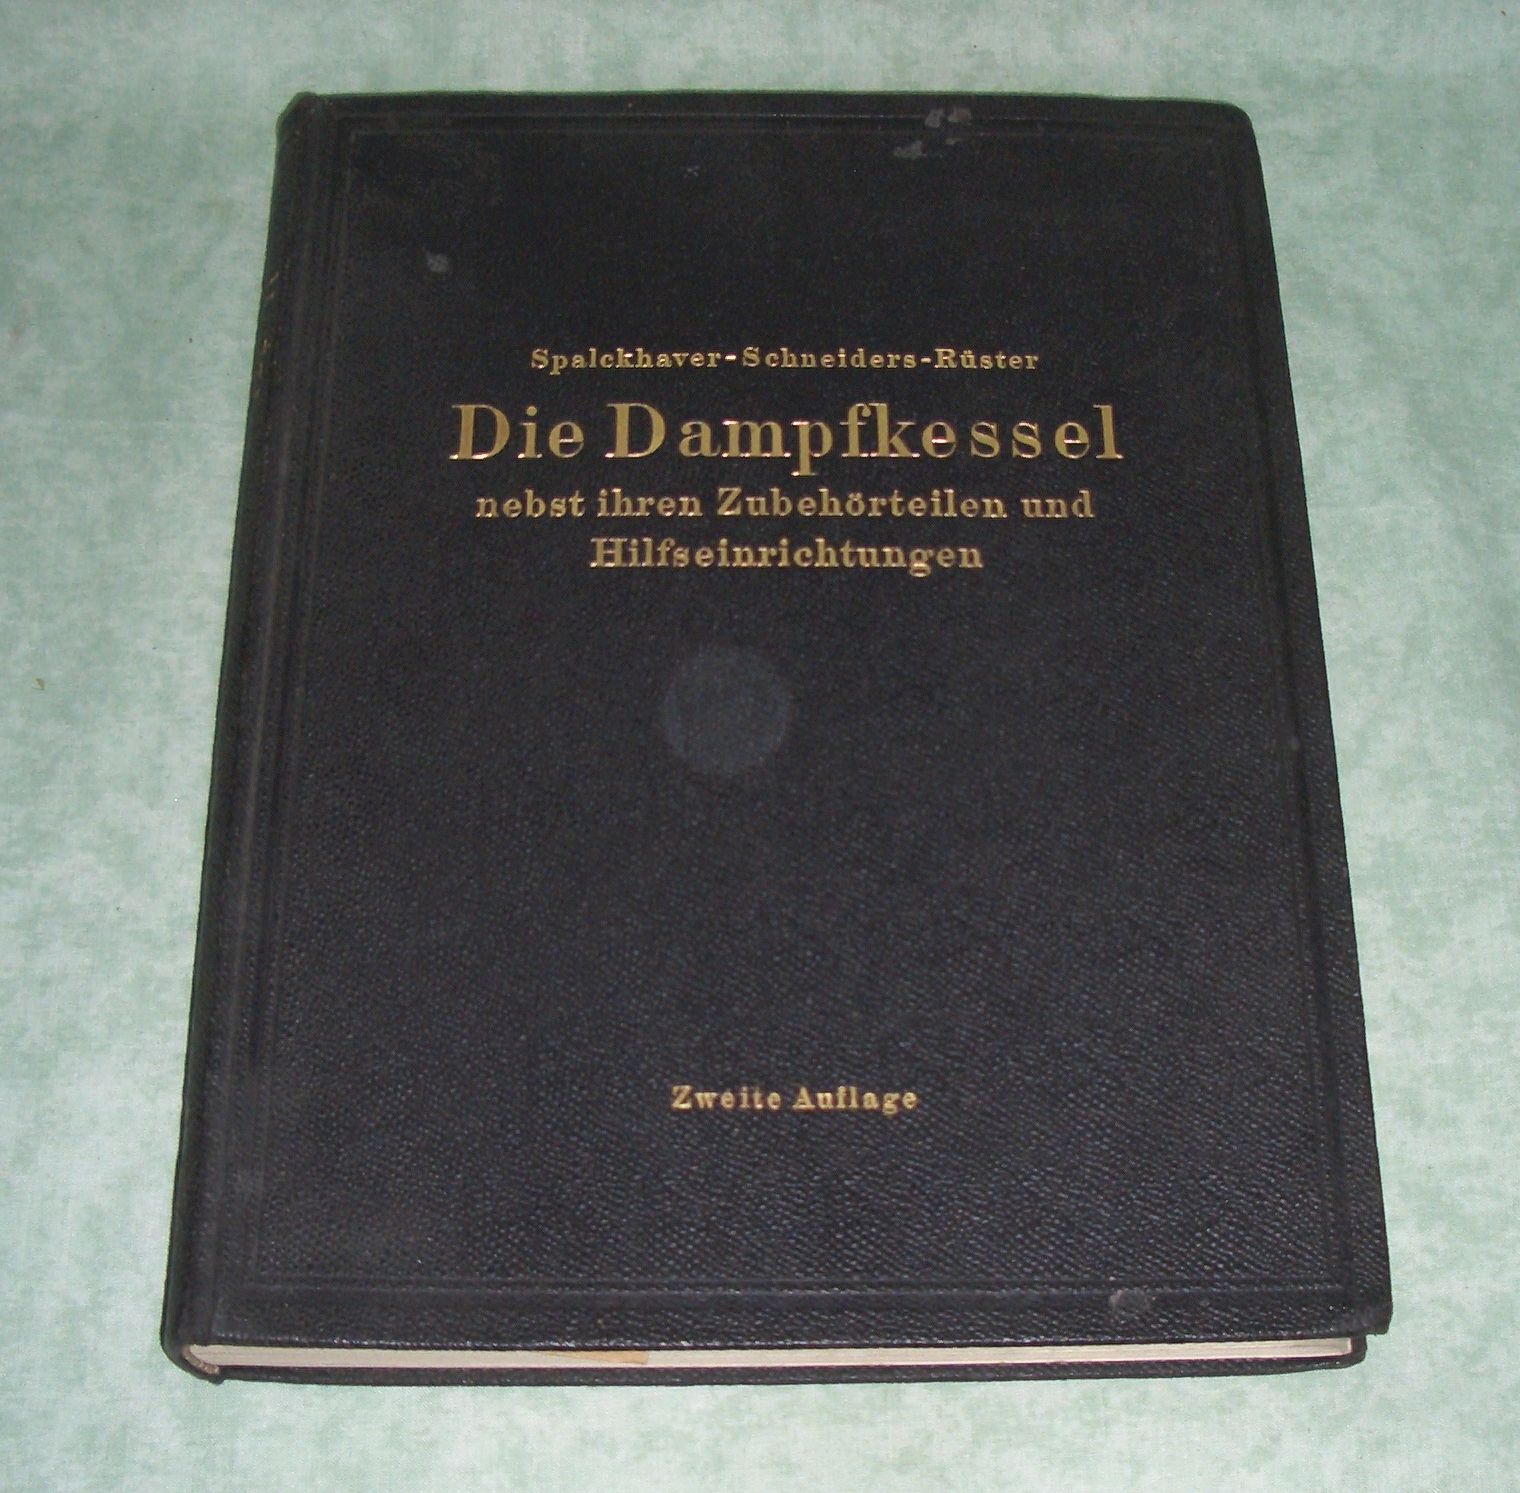 Spalckhaver-Schneiders-Rüster
Die Dampfkessel
nebst ihren Zubehörteilen und
Hilfseinrichtungen
Zweite Auflage